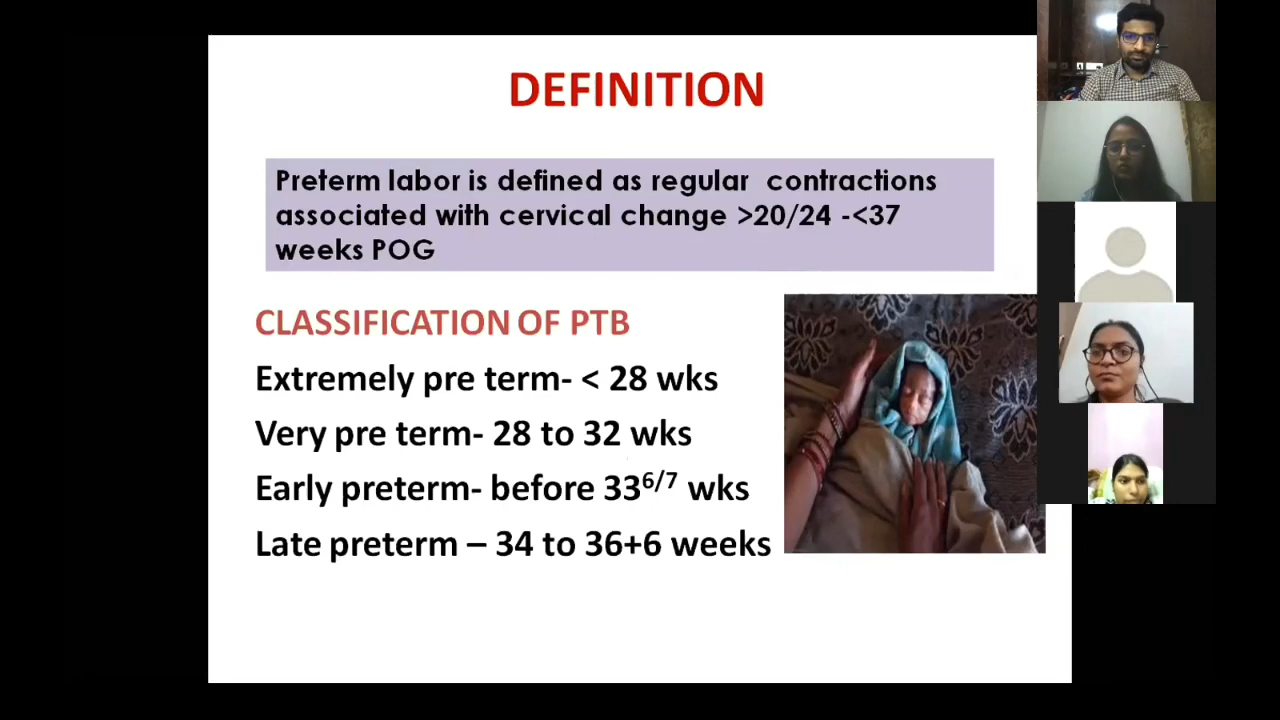 DEFINITION
Preterm labor is defined as regular contractions
associated with cervical change >20/24 -<37
weeks POG
CLASSIFICATION OF PTB
Extremely pre term- < 28 wks
Very pre term- 28 to 32 wks
Early preterm- before 33⁶/⁷ wks
Late preterm – 34 to 36+6 weeks